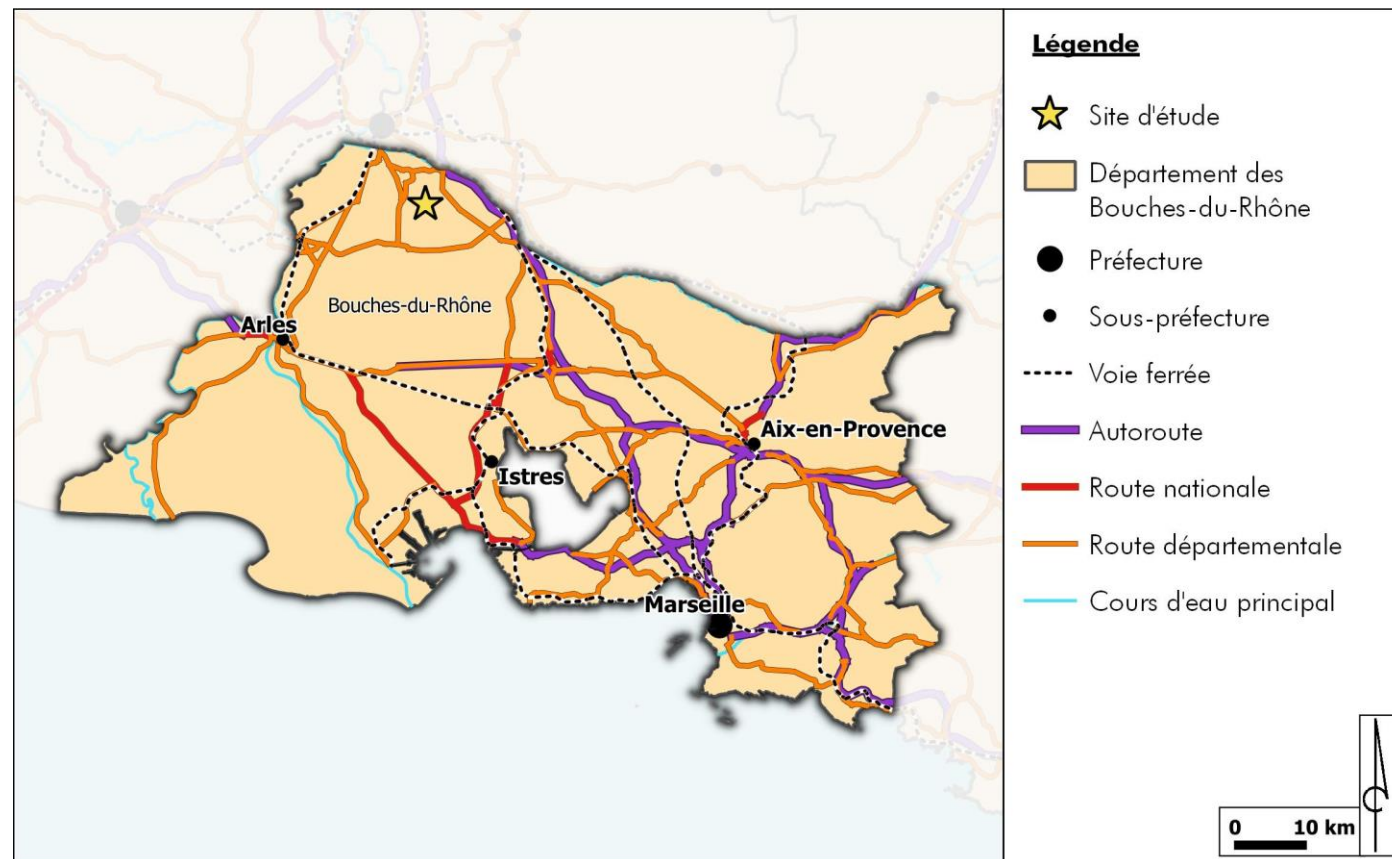 Bouches-du-Rhône
Arles
Aix-en-Provence
Istres
Marseille
Légende
Site d'étude
Département des
Bouches-du-Rhône
Préfecture
Sous-préfecture
Voie ferrée
Autoroute
Route nationale
Route départementale
Cours d'eau principal
0 10 km